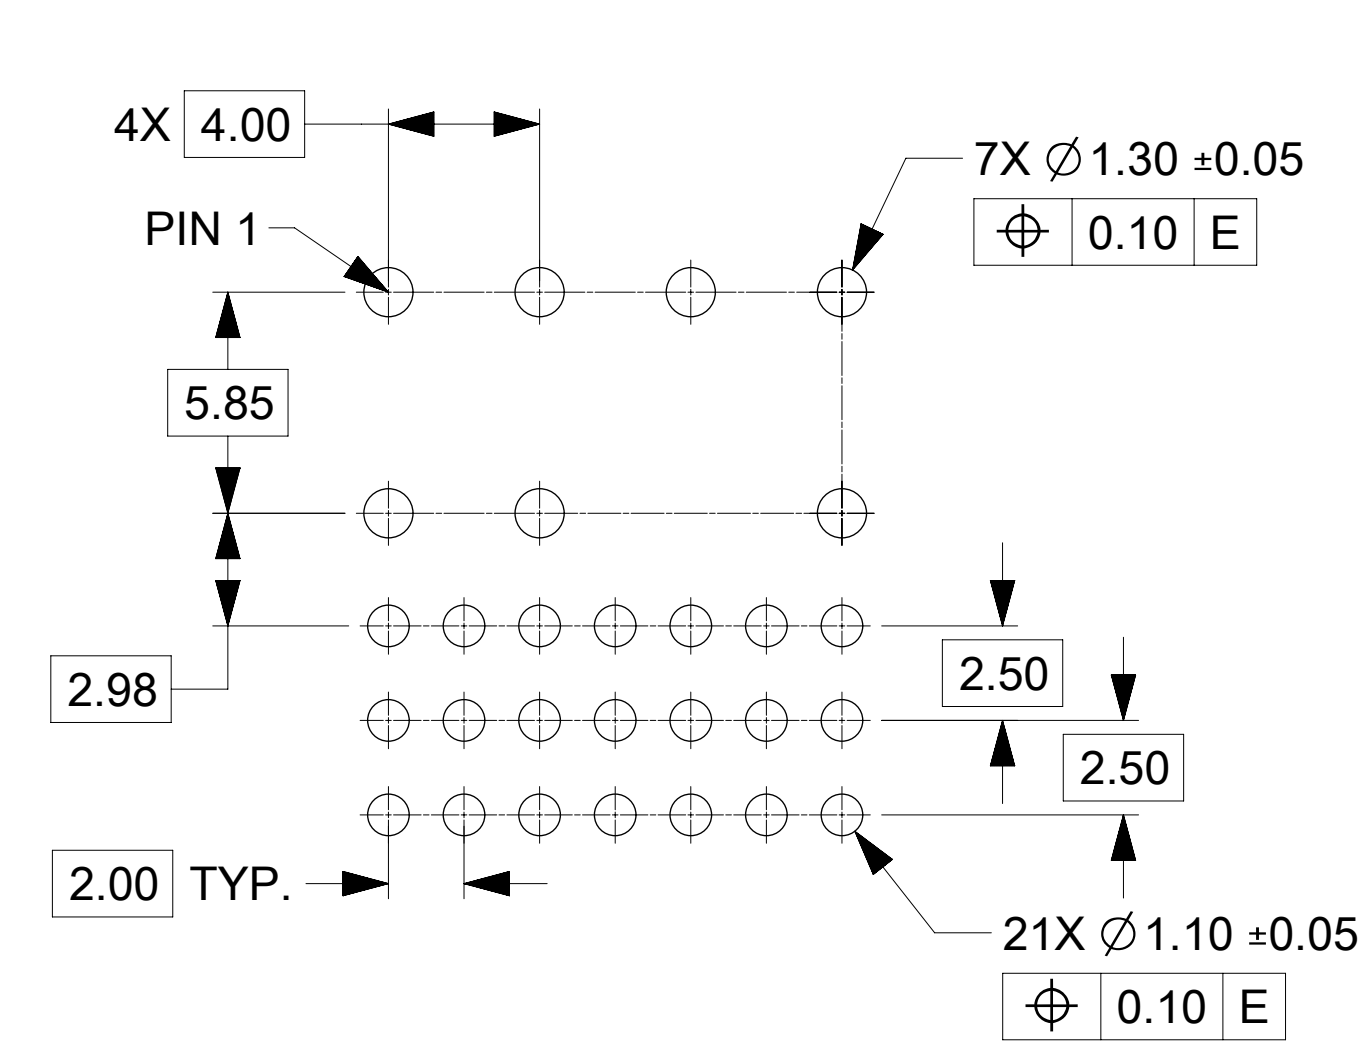 4X 4.00
7X ∅ 1.30 ±0.05
⌖ 0.10 E
PIN 1
5.85
2.98
2.50
2.50
2.00 TYP.
21X ∅ 1.10 ±0.05
⌖ 0.10 E